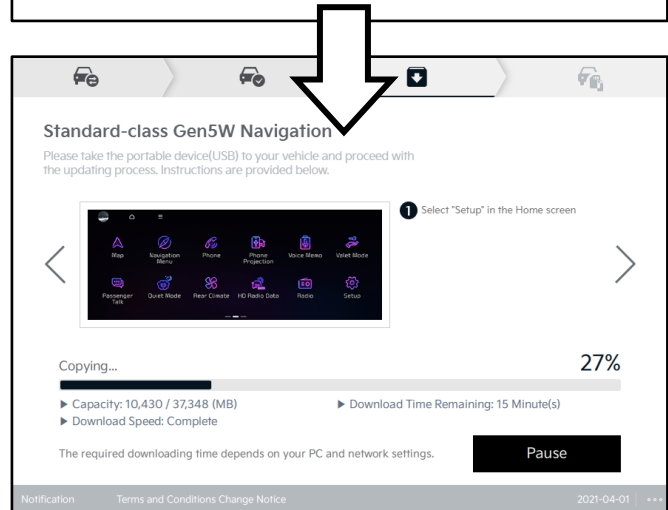 Standard-class Gen5W Navigation
Please take the portable device(USB) to your vehicle and proceed with
the updating process. Instructions are provided below.
1 Select "Setup" in the Home screen
Map Navigation Menu Phone Phone Projection Voice Memo Valet Mode
Passenger Talk Quiet Mode Rear Climate HD Radio Data Radio Setup
Copying... 27%
▶ Capacity: 10,430 / 37,348 (MB) ▶ Download Time Remaining: 15 Minute(s)
▶ Download Speed: Complete
The required downloading time depends on your PC and network settings. Pause
Notification Terms and Conditions Change Notice 2021-04-01